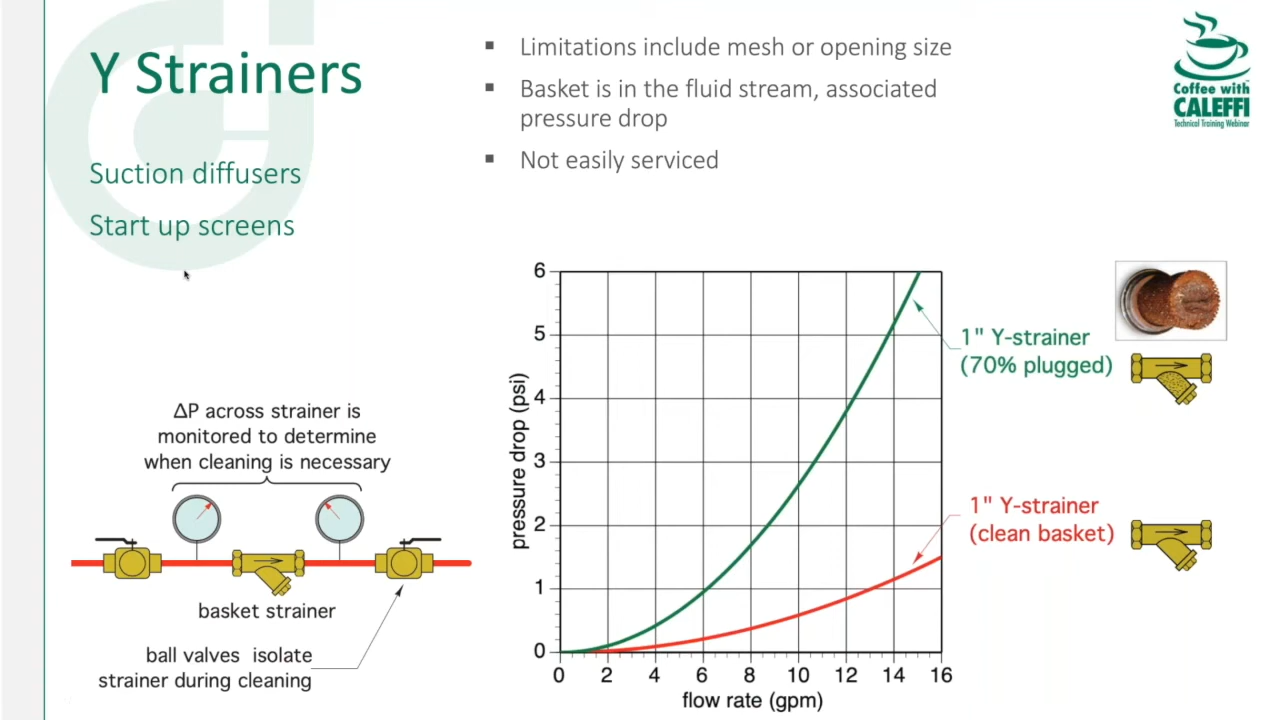 Y Strainers
Suction diffusers
Start up screens
▪ Limitations include mesh or opening size
▪ Basket is in the fluid stream, associated
pressure drop
▪ Not easily serviced
Coffee with
CALEFFI
Technical Training Webinar
ΔP across strainer is
monitored to determine
when cleaning is necessary
basket strainer
ball valves isolate
strainer during cleaning
pressure drop (psi)
6
5
4
3
2
1
0
0 2 4 6 8 10 12 14 16
flow rate (gpm)
1" Y-strainer
(70% plugged)
1" Y-strainer
(clean basket)